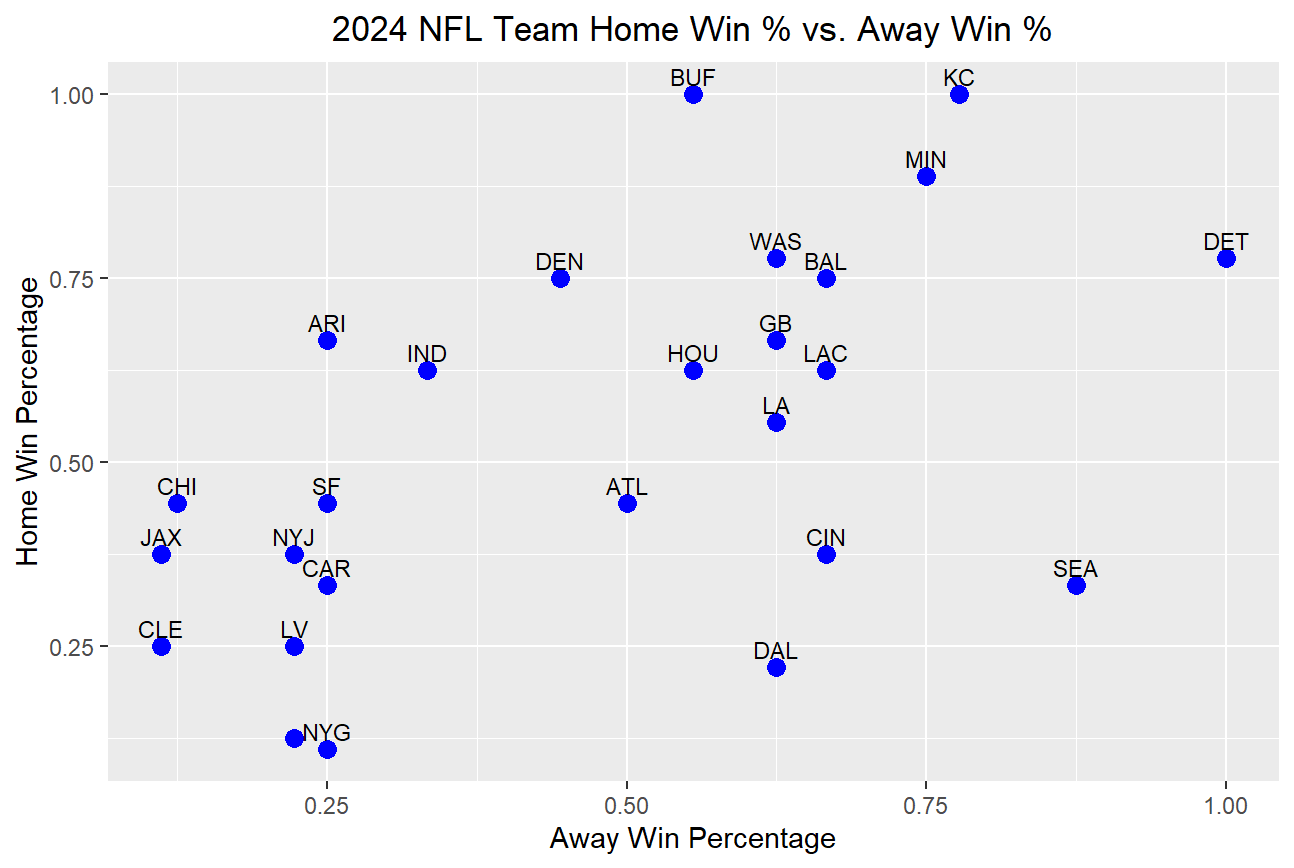 2024 NFL Team Home Win % vs. Away Win %
Home Win Percentage
1.00
0.75
0.50
0.25
BUF
KC
MIN
WAS
DET
DEN
BAL
ARI
GB
IND
HOU
LAC
LA
CHI
SF
ATL
JAX
NYJ
CIN
CAR
SEA
CLE
LV
DAL
NYG
0.25
0.50
0.75
1.00
Away Win Percentage